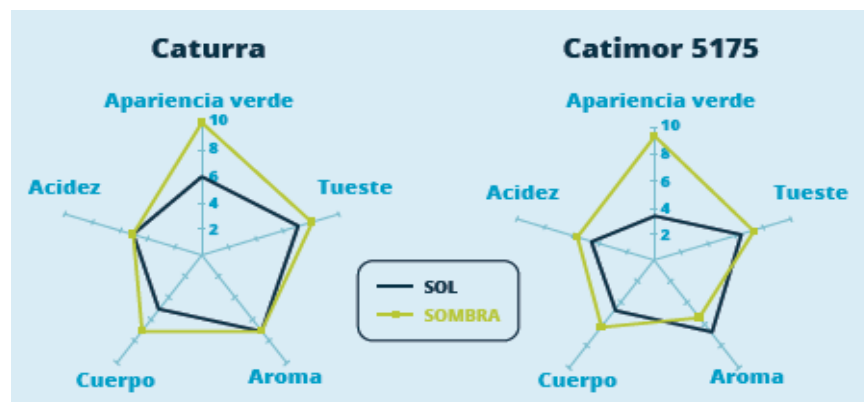 Caturra
Apariencia verde
10
8
6
4
2
Tueste
Aroma
Cuerpo
Acidez
Catimor 5175
Apariencia verde
10
8
6
4
2
Tueste
Aroma
Cuerpo
Acidez
SOL
SOMBRA